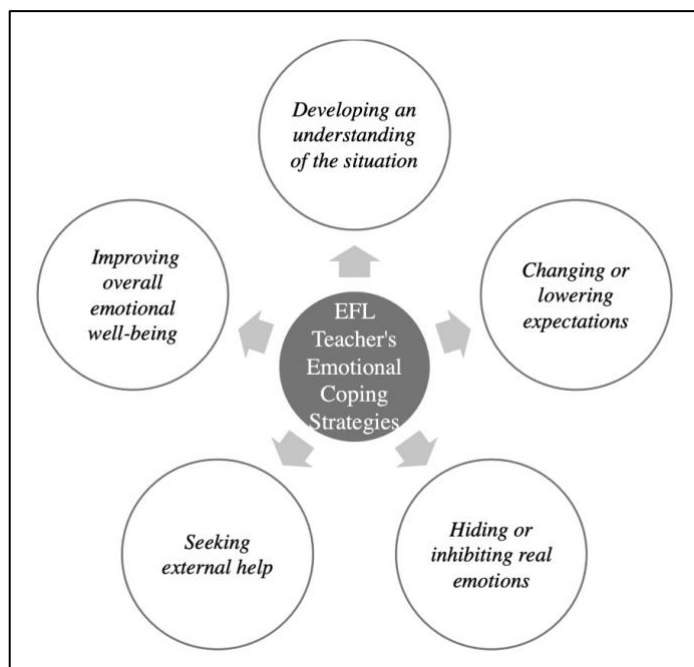 Developing an
understanding
of the situation
Improving
overall
emotional
well-being
Changing or
lowering
expectations
EFL
Teacher's
Emotional
Coping
Strategies
Seeking
external help
Hiding or
inhibiting real
emotions